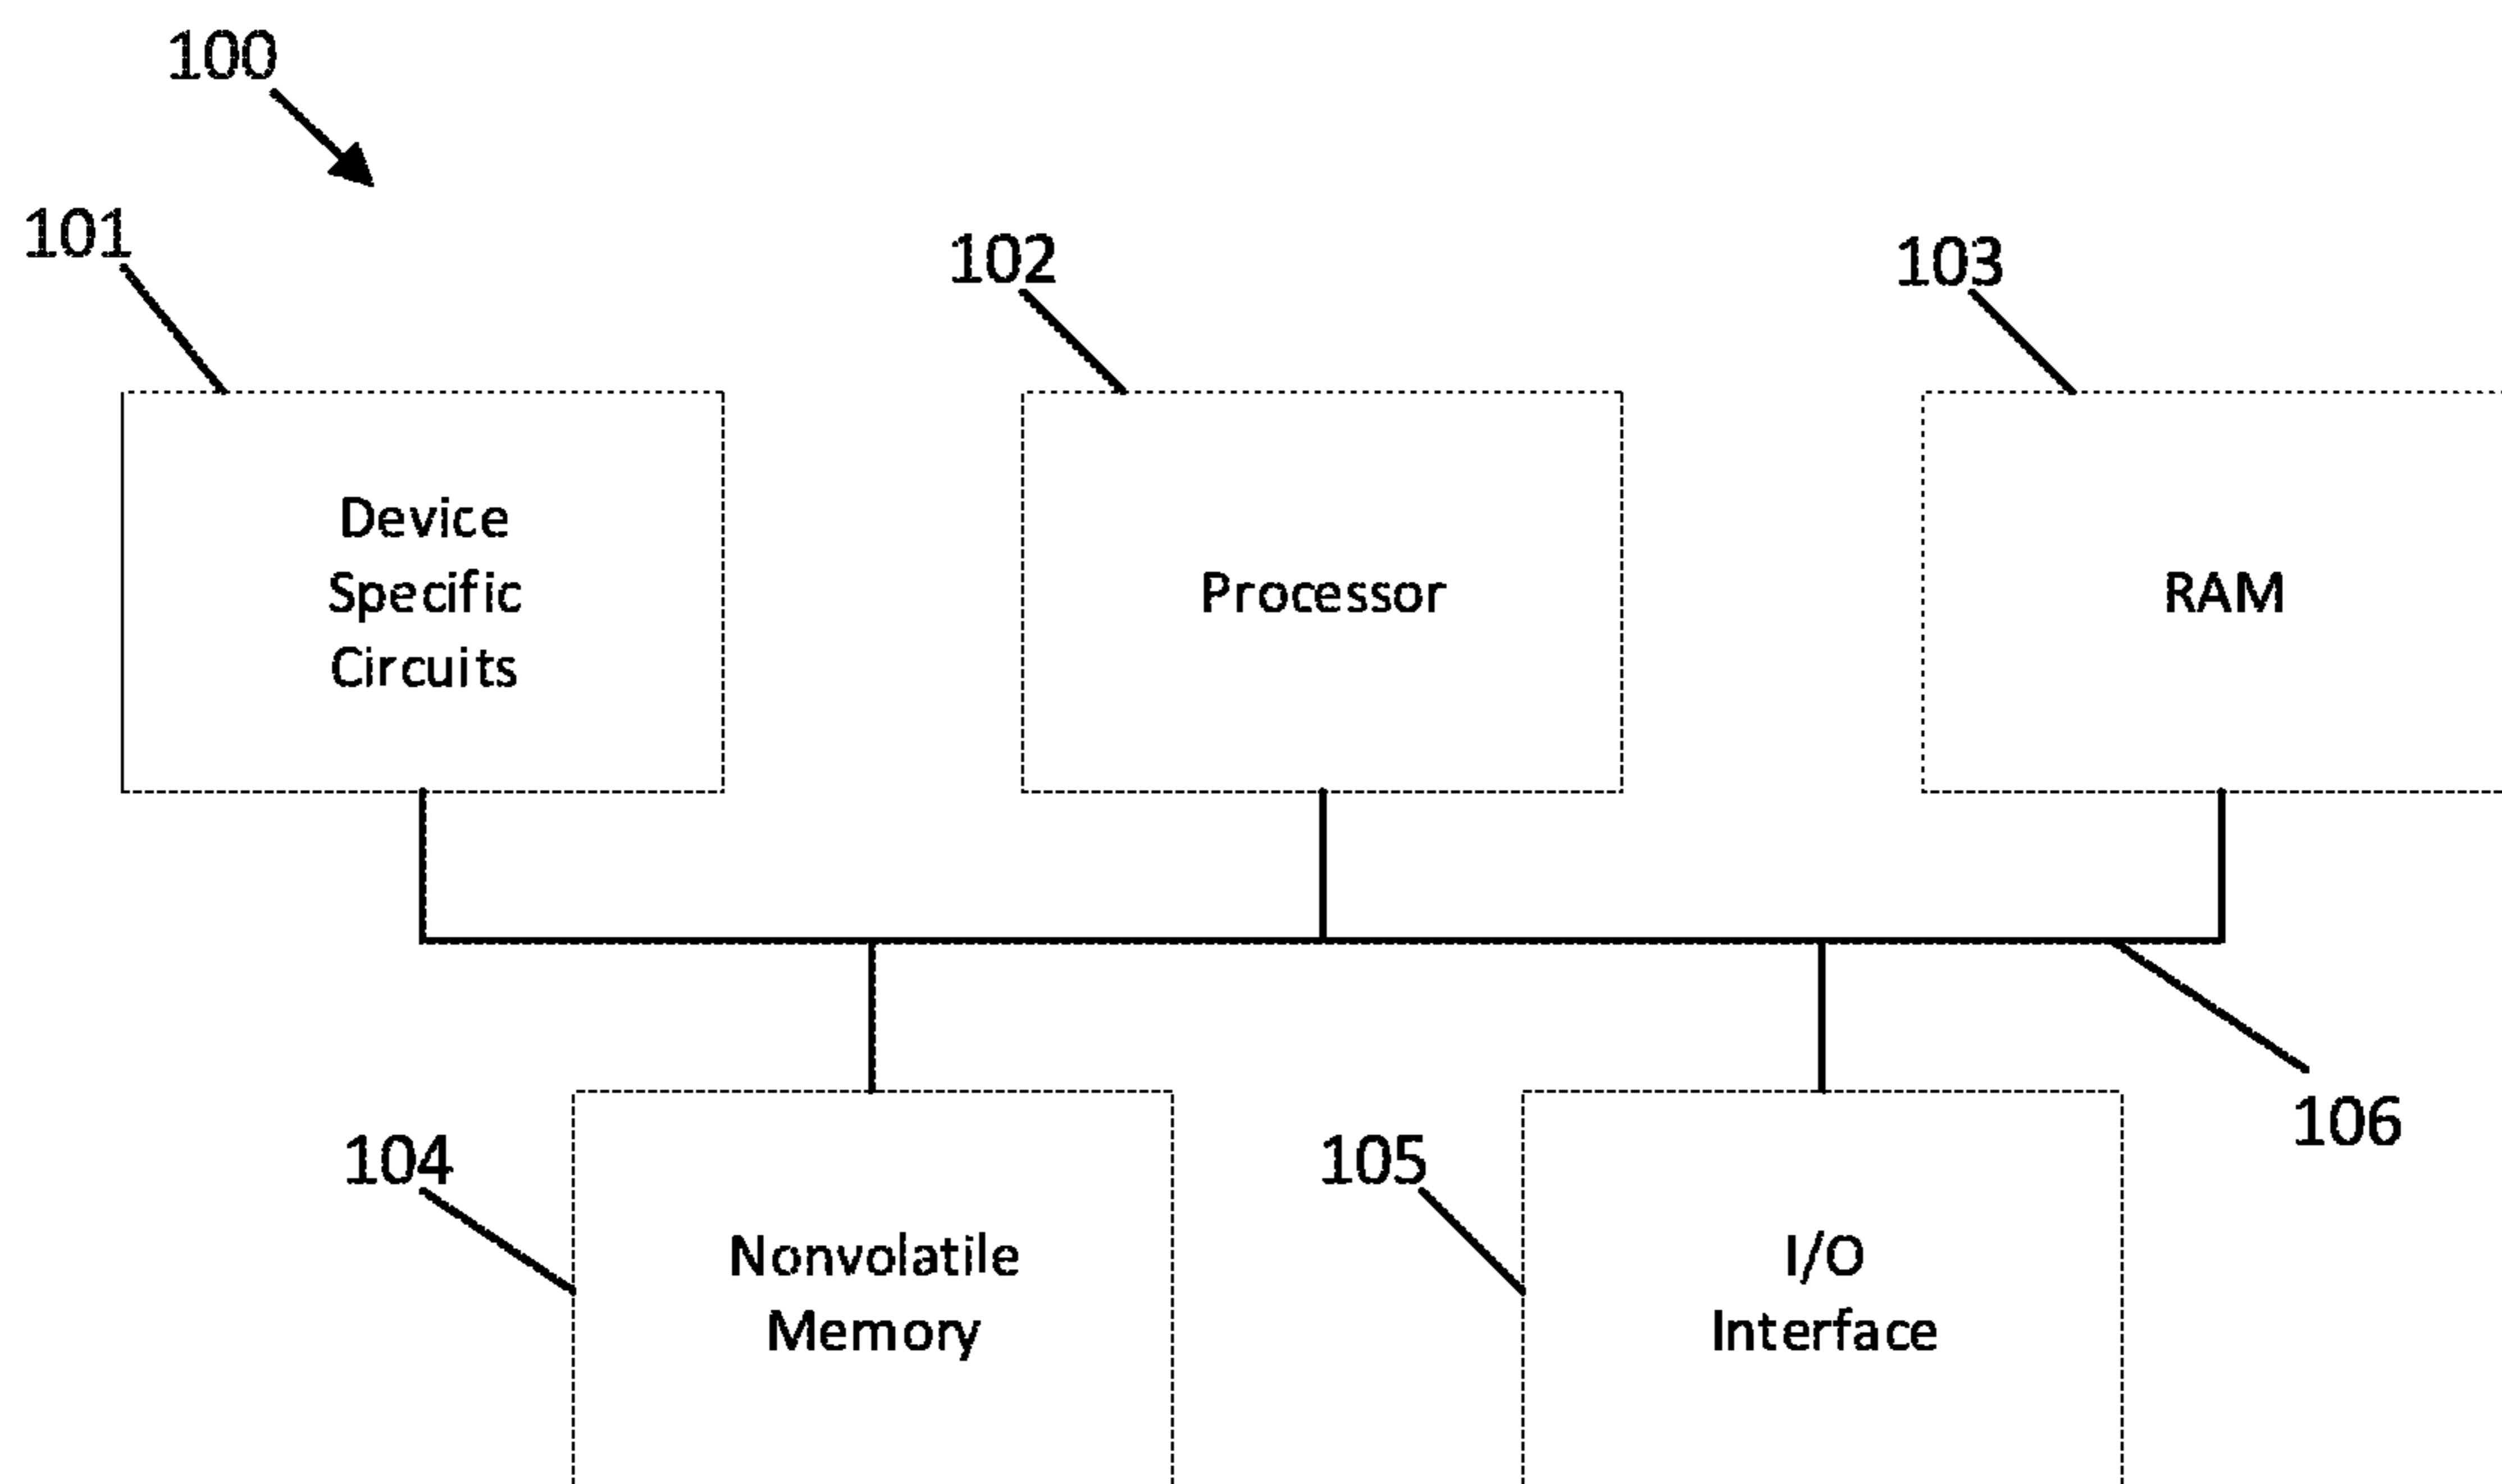 100
101
102
103
Device
Specific
Circuits
Processor
RAM
106
104
105
Nonvolatile
Memory
I/O
Interface